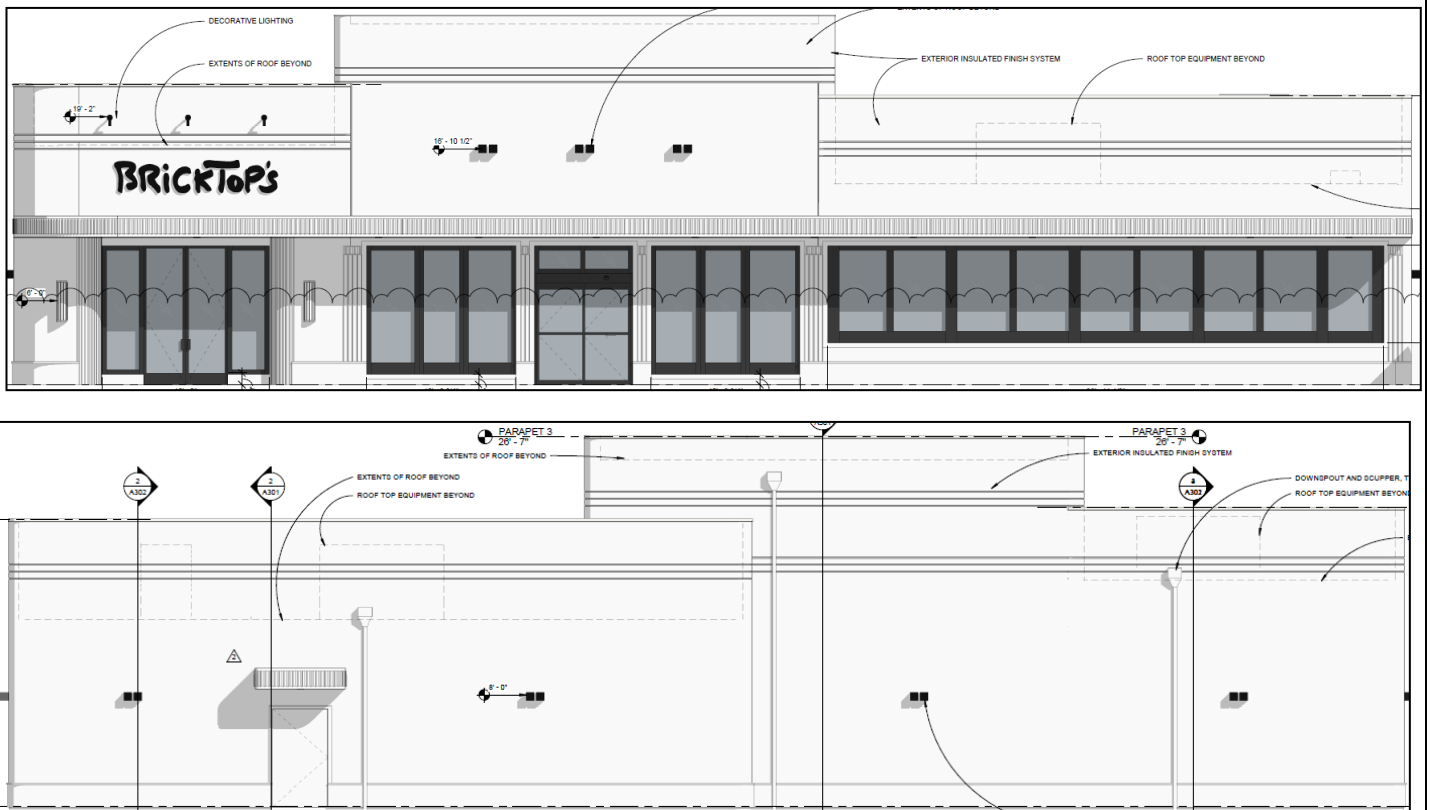 DECORATIVE LIGHTING
EXTENTS OF ROOF BEYOND
EXTERIOR INSULATED FINISH SYSTEM
ROOF TOP EQUIPMENT BEYOND
19' - 2"
16' - 10 1/2"
BRICKTOP'S
PARAPET 3
26' - 7"
PARAPET 3
26' - 7"
EXTENTS OF ROOF BEYOND
EXTERIOR INSULATED FINISH SYSTEM
EXTENTS OF ROOF BEYOND
DOWNSPOUT AND SCUPPER, T
2
A302
2
A301
A302
ROOF TOP EQUIPMENT BEYOND
ROOF TOP EQUIPMENT BEYON
2
8' - 0"